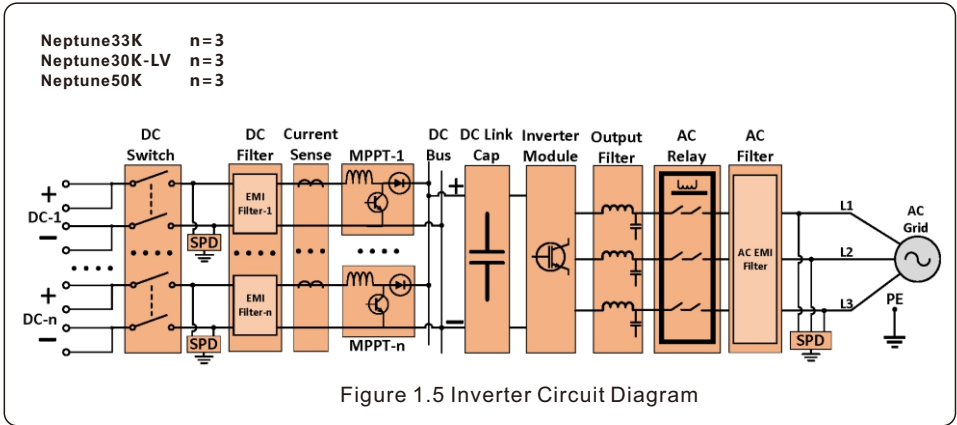 Neptune33K n=3
Neptune30K-LV n=3
Neptune50K n=3
DC Switch
DC Filter
Current Sense
MPPT-1
DC Bus
DC Link Cap
Inverter Module
Output Filter
AC Relay
AC Filter
+
DC-1
−
EMI Filter-1
SPD
+
−
L1
L2
L3
AC Grid
AC EMI Filter
PE
+
DC-n
−
EMI Filter-n
SPD
MPPT-n
SPD
Figure 1.5 Inverter Circuit Diagram